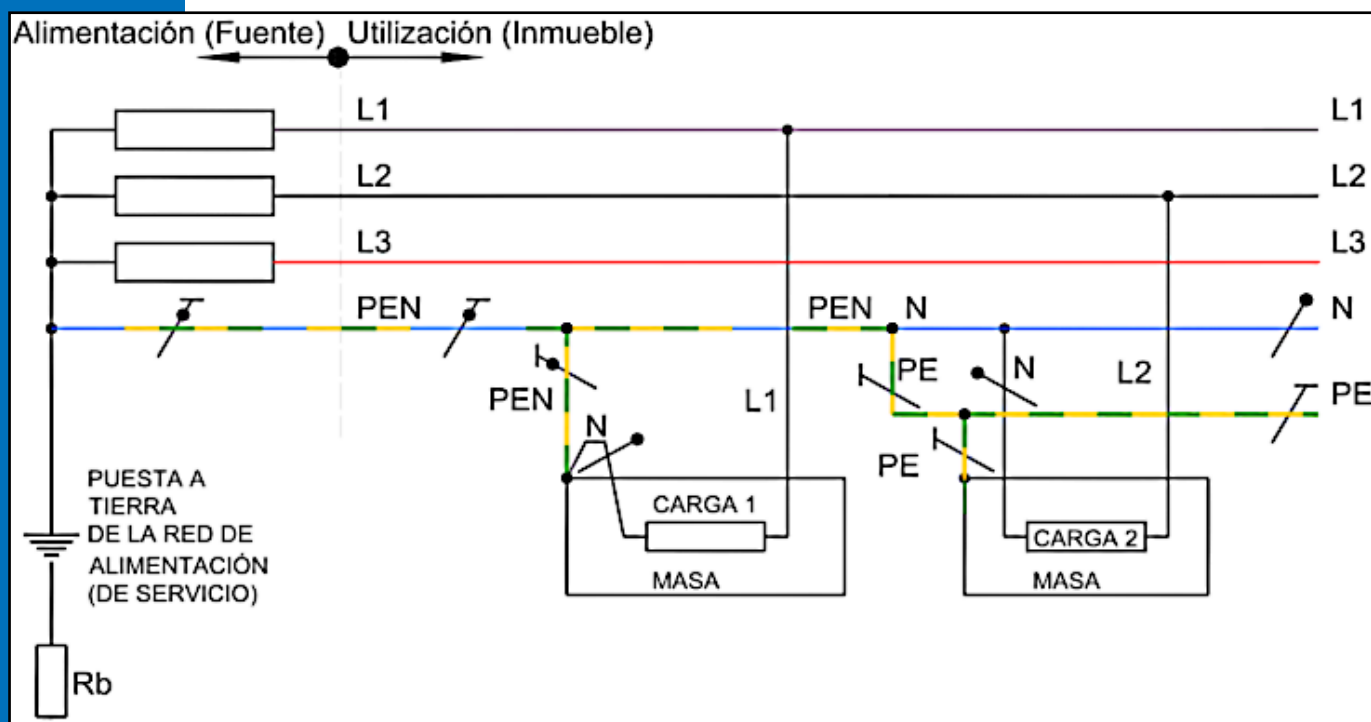 Alimentación (Fuente) Utilización (Inmueble)
L1 L1
L2 L2
L3 L3
PEN PEN N N
PE N L2 PE
PEN L1
N
PE
PUESTA A
TIERRA
DE LA RED DE
ALIMENTACIÓN
(DE SERVICIO)
CARGA 1
MASA
CARGA 2
MASA
Rb